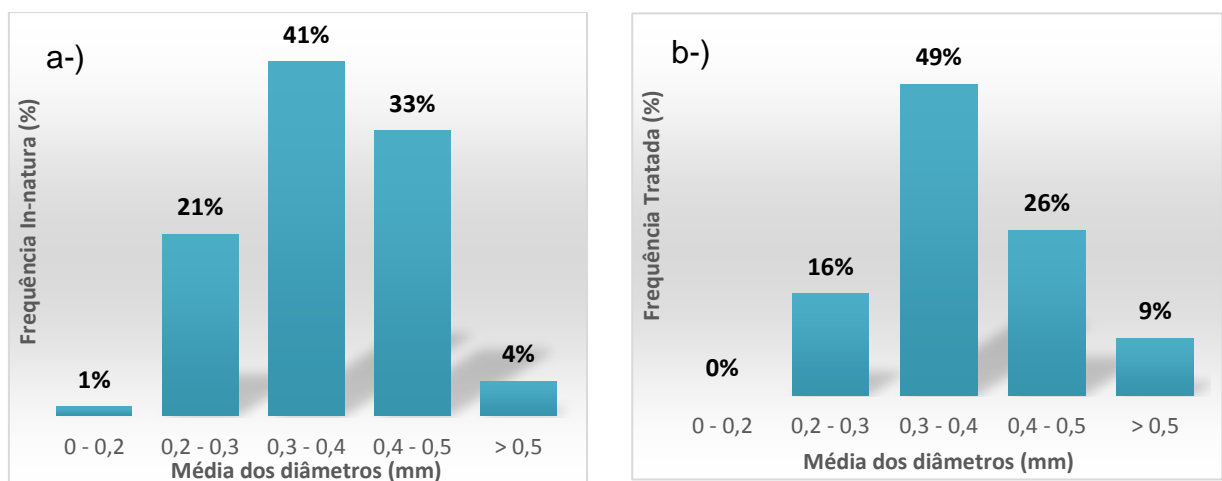 a-)
Frequência In-natura (%)
1%
21%
41%
33%
4%
0 - 0,2
0,2 - 0,3
0,3 - 0,4
0,4 - 0,5
> 0,5
Média dos diâmetros (mm)
b-)
Frequência Tratada (%)
0%
16%
49%
26%
9%
0 - 0,2
0,2 - 0,3
0,3 - 0,4
0,4 - 0,5
> 0,5
Média dos diâmetros (mm)